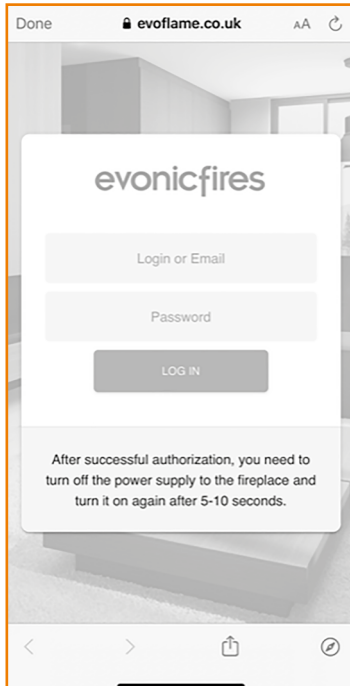 Done evoflame.co.uk AA
evonicfires
Login or Email
Password
LOG IN
After successful authorization, you need to
turn off the power supply to the fireplace and
turn it on again after 5-10 seconds.